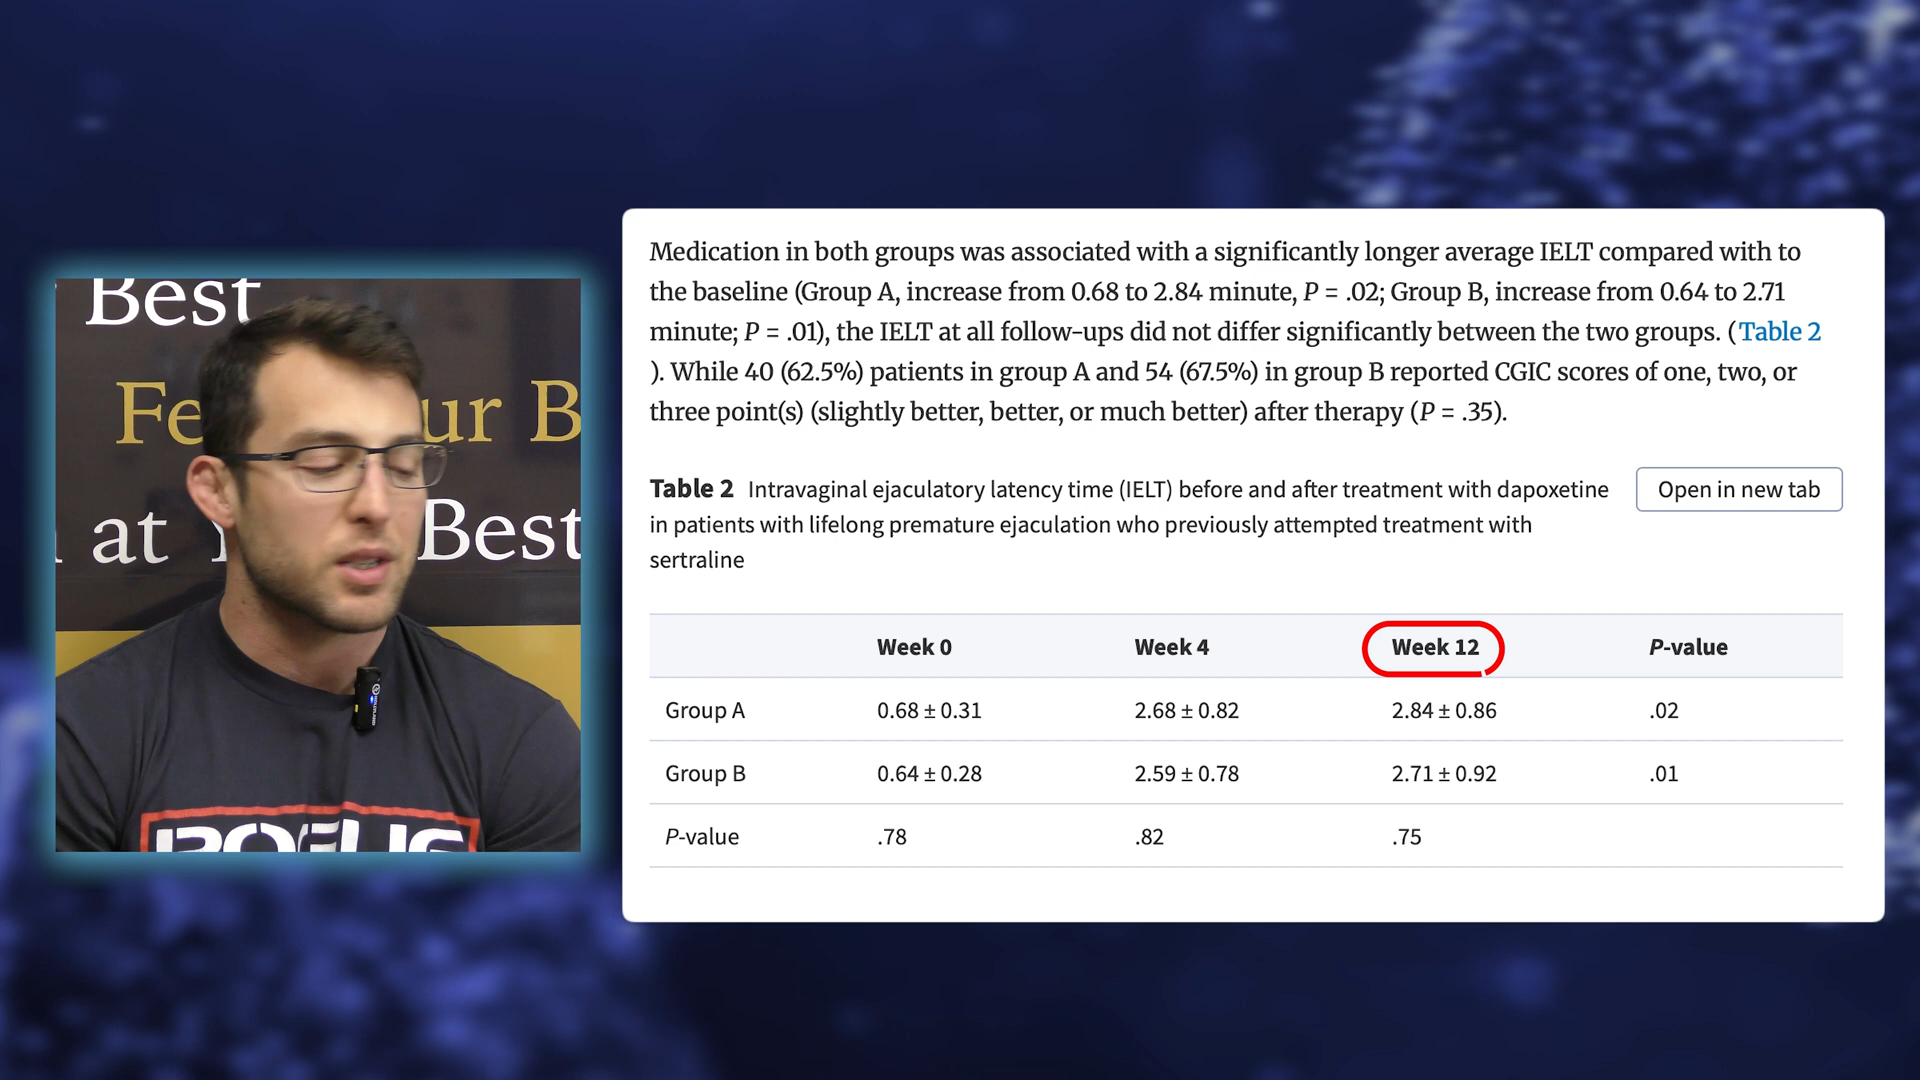 Best
Fe ur B
at Best
ROGUE
Medication in both groups was associated with a significantly longer average IELT compared with to
the baseline (Group A, increase from 0.68 to 2.84 minute, P = .02; Group B, increase from 0.64 to 2.71
minute; P = .01), the IELT at all follow-ups did not differ significantly between the two groups. (Table 2
). While 40 (62.5%) patients in group A and 54 (67.5%) in group B reported CGIC scores of one, two, or
three point(s) (slightly better, better, or much better) after therapy (P = .35).
Table 2 Intravaginal ejaculatory latency time (IELT) before and after treatment with dapoxetine
in patients with lifelong premature ejaculation who previously attempted treatment with
sertraline
Open in new tab
Week 0 Week 4 Week 12 P-value
Group A 0.68 ± 0.31 2.68 ± 0.82 2.84 ± 0.86 .02
Group B 0.64 ± 0.28 2.59 ± 0.78 2.71 ± 0.92 .01
P-value .78 .82 .75